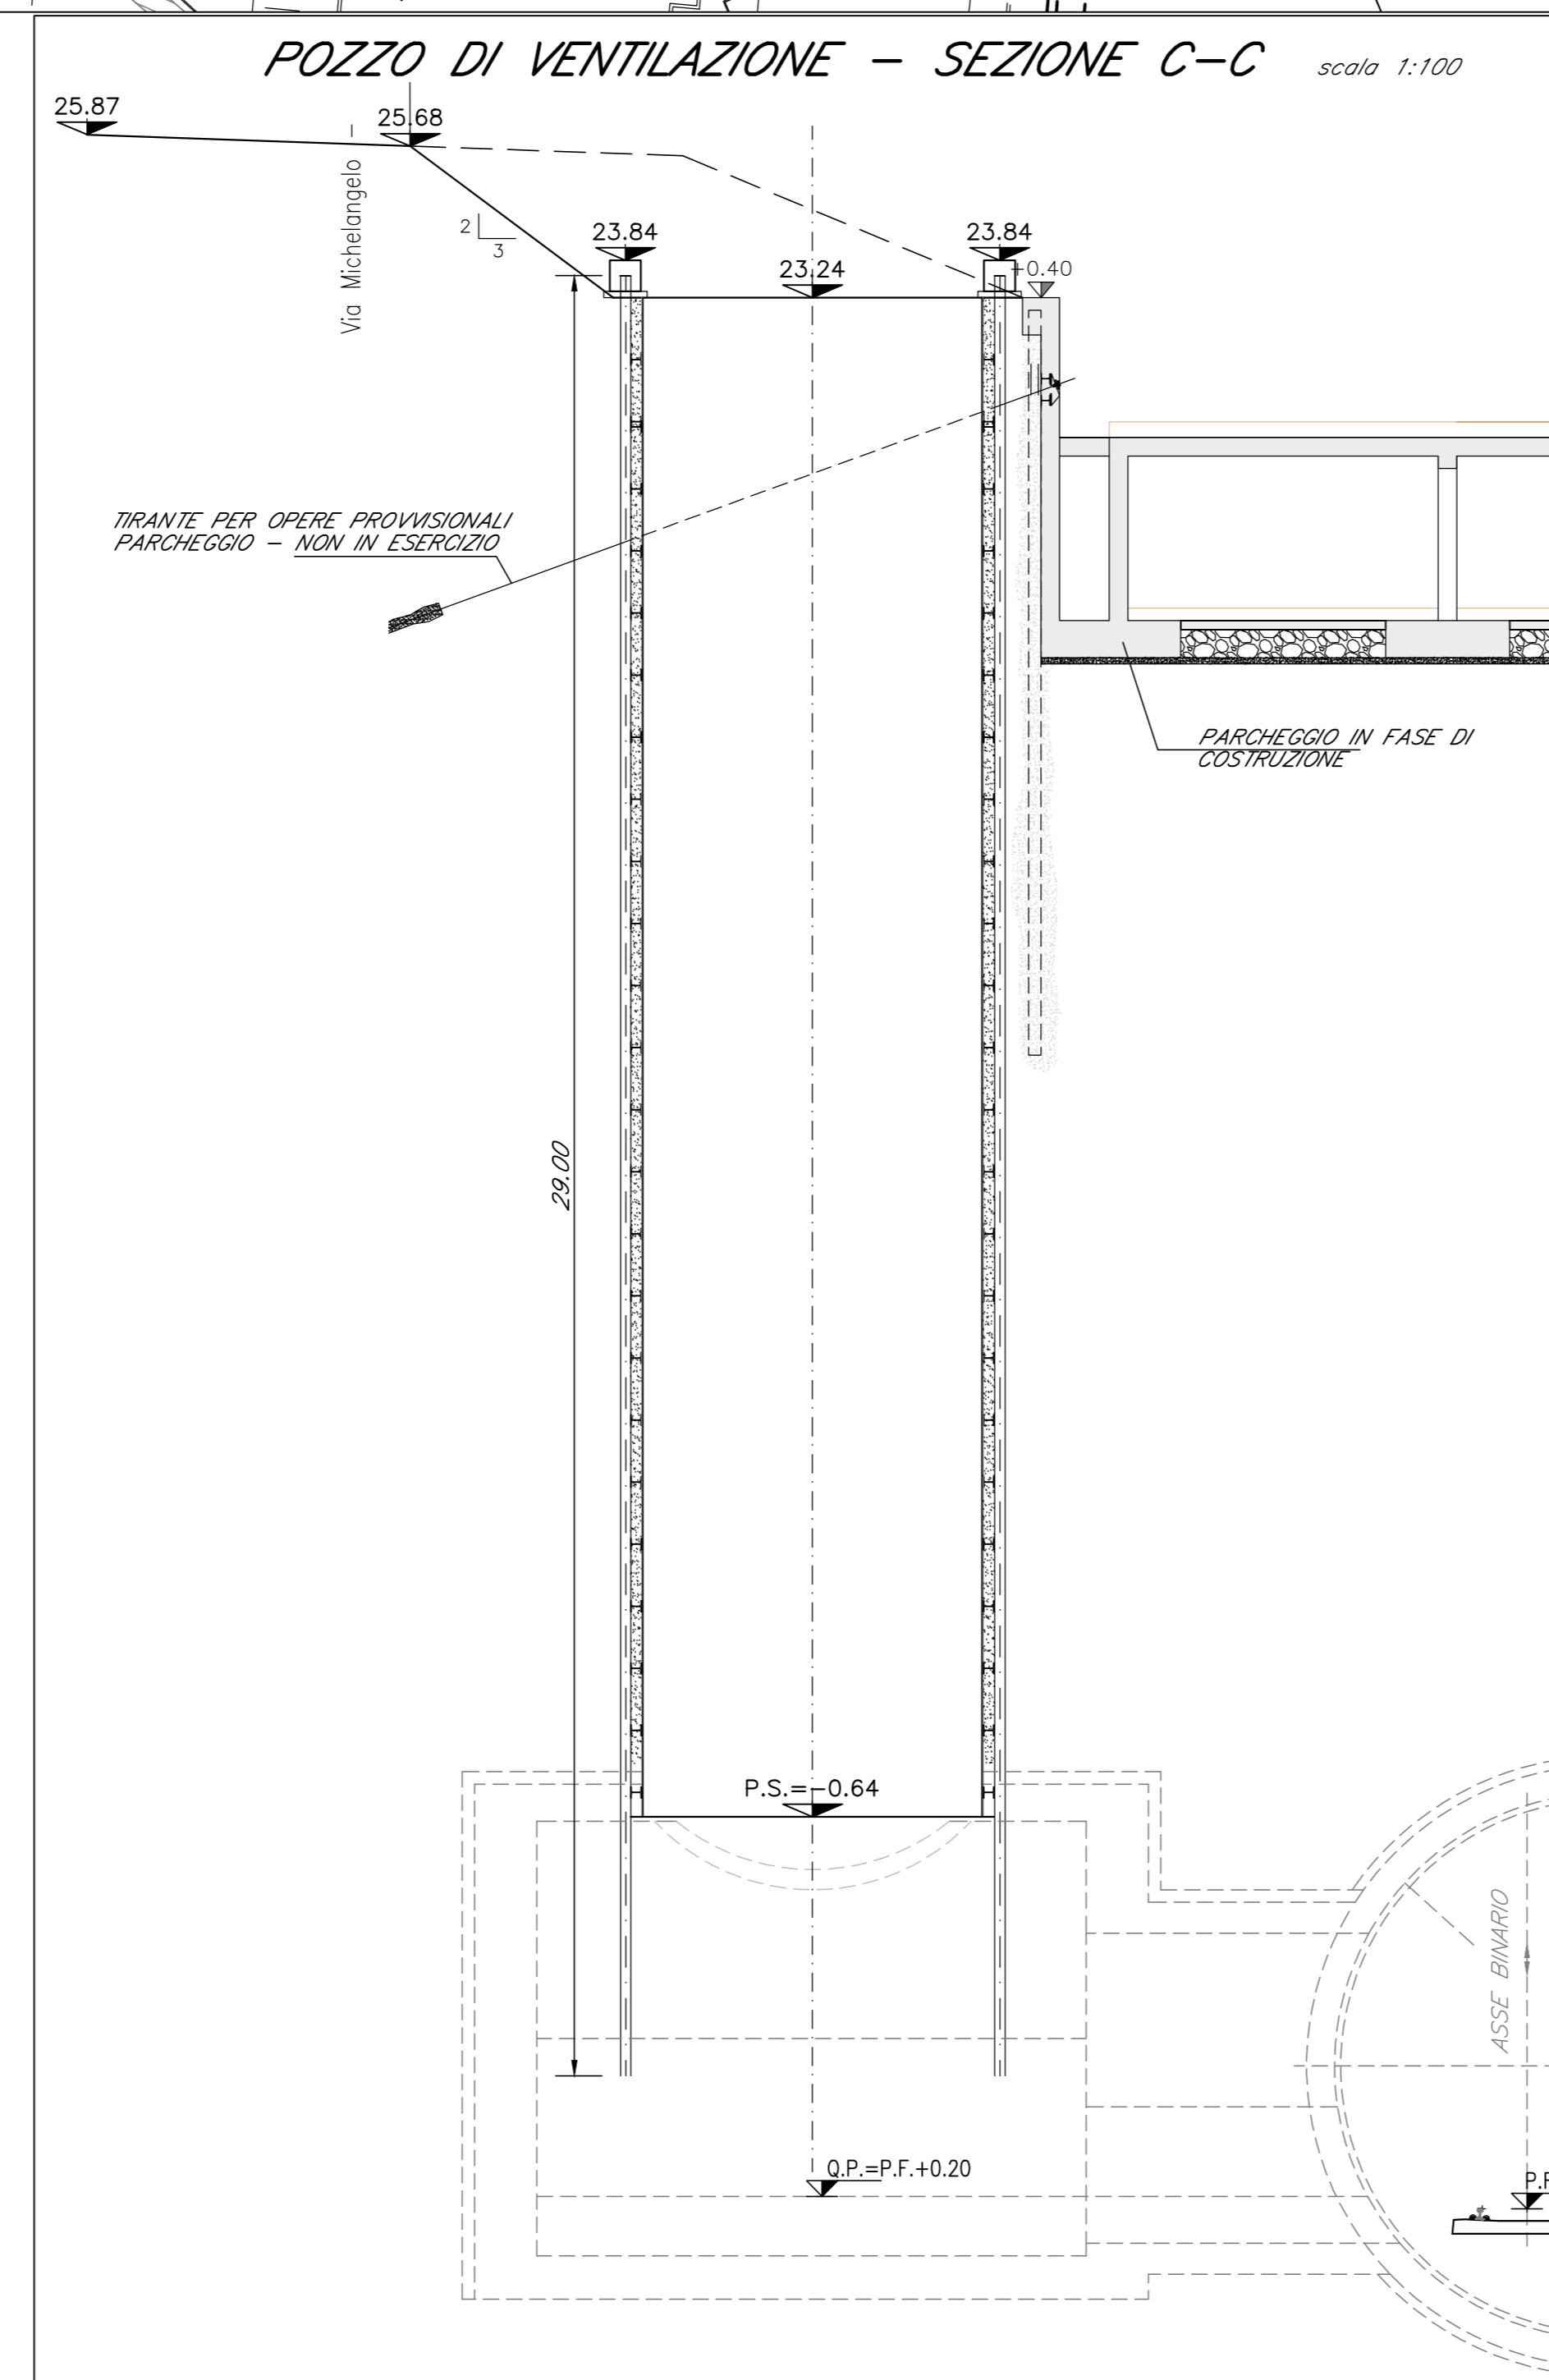 POZZO DI VENTILAZIONE - SEZIONE C-C scala 1:100
25.87
25.68
Via Michelangelo
2
3
23.84
23.84
23.24
+0.40
TIRANTE PER OPERE PROVVISIONALI
PARCHEGGIO - NON IN ESERCIZIO
PARCHEGGIO IN FASE DI
COSTRUZIONE
29.00
P.S.=-0.64
ASSE BINARIO
Q.P.=P.F.+0.20